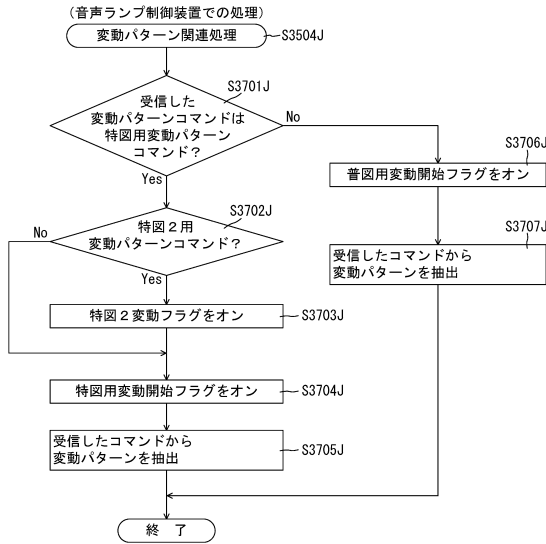 （音声ランプ制御装置での処理）
変動パターン関連処理
S3504J
S3701J
受信した
変動パターンコマンドは
特図用変動パターン
コマンド？
No
Yes
S3706J
普図用変動開始フラグをオン
S3702J
特図２用
変動パターンコマンド？
No
Yes
S3707J
受信したコマンドから
変動パターンを抽出
特図２変動フラグをオン
S3703J
特図用変動開始フラグをオン
S3704J
受信したコマンドから
変動パターンを抽出
S3705J
終 了